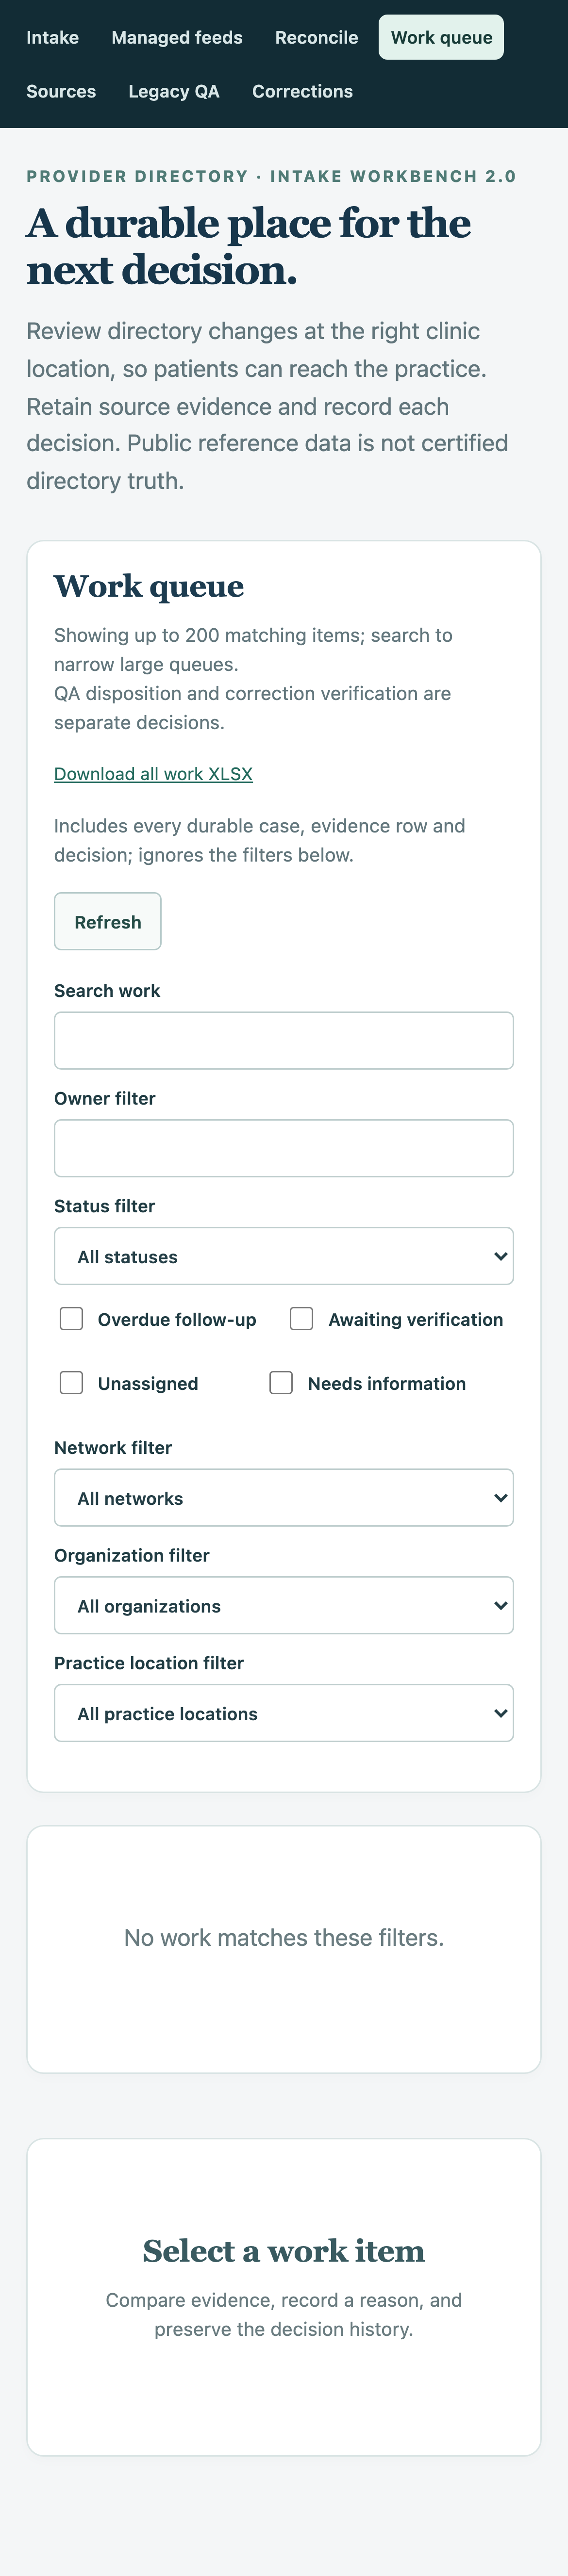 Intake Managed feeds Reconcile Work queue
Sources Legacy QA Corrections
PROVIDER DIRECTORY · INTAKE WORKBENCH 2.0
A durable place for the
next decision.
Review directory changes at the right clinic
location, so patients can reach the practice.
Retain source evidence and record each
decision. Public reference data is not certified
directory truth.
Work queue
Showing up to 200 matching items; search to
narrow large queues.
QA disposition and correction verification are
separate decisions.
Download all work XLSX
Includes every durable case, evidence row and
decision; ignores the filters below.
Refresh
Search work
Owner filter
Status filter
All statuses
Overdue follow-up Awaiting verification
Unassigned Needs information
Network filter
All networks
Organization filter
All organizations
Practice location filter
All practice locations
No work matches these filters.
Select a work item
Compare evidence, record a reason, and
preserve the decision history.